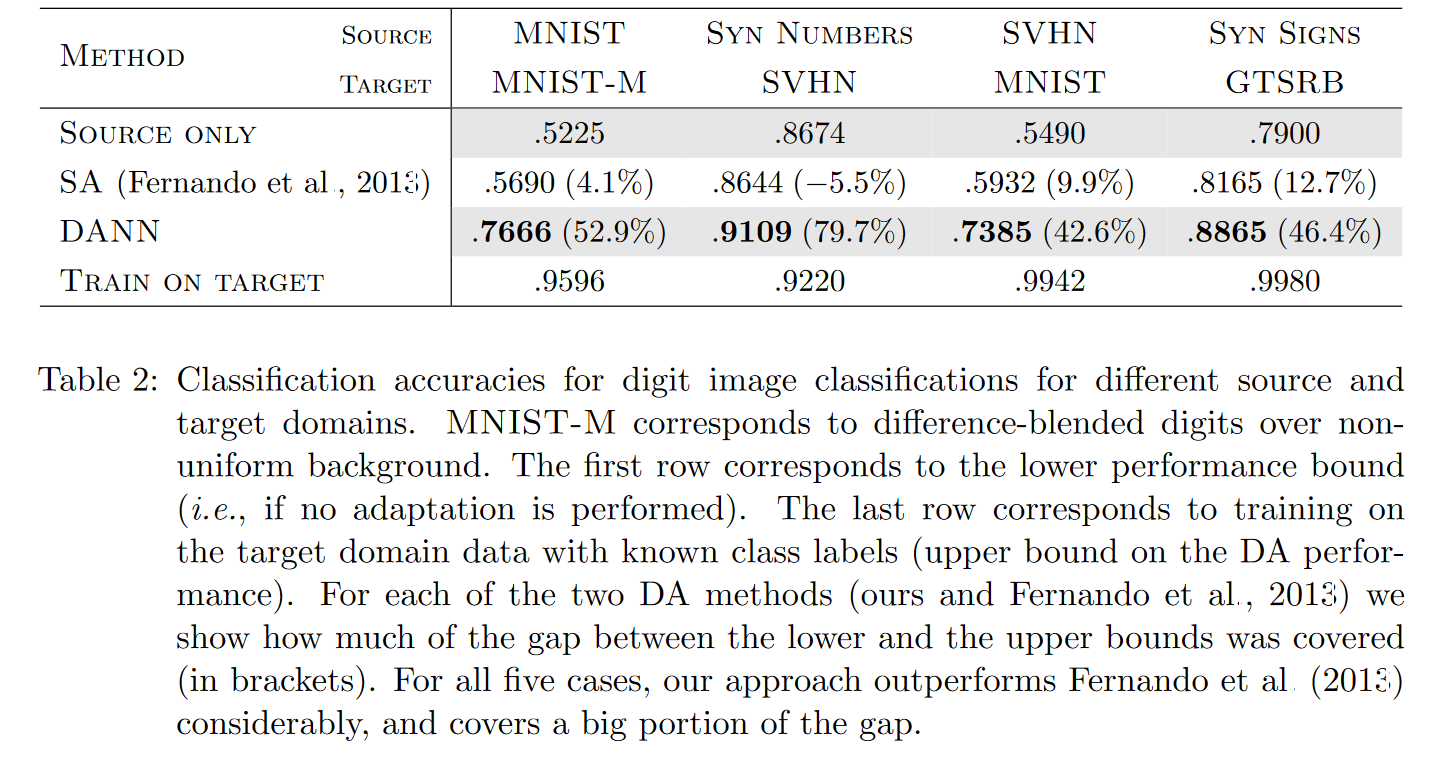 METHOD SOURCE MNIST SYN NUMBERS SVHN SYN SIGNS
TARGET MNIST-M SVHN MNIST GTSRB
SOURCE ONLY .5225 .8674 .5490 .7900
SA (Fernando et al., 2013) .5690 (4.1%) .8644 (−5.5%) .5932 (9.9%) .8165 (12.7%)
DANN .7666 (52.9%) .9109 (79.7%) .7385 (42.6%) .8865 (46.4%)
TRAIN ON TARGET .9596 .9220 .9942 .9980
Table 2: Classification accuracies for digit image classifications for different source and
target domains. MNIST-M corresponds to difference-blended digits over non-
uniform background. The first row corresponds to the lower performance bound
(i.e., if no adaptation is performed). The last row corresponds to training on
the target domain data with known class labels (upper bound on the DA perfor-
mance). For each of the two DA methods (ours and Fernando et al., 2013) we
show how much of the gap between the lower and the upper bounds was covered
(in brackets). For all five cases, our approach outperforms Fernando et al. (2013)
considerably, and covers a big portion of the gap.